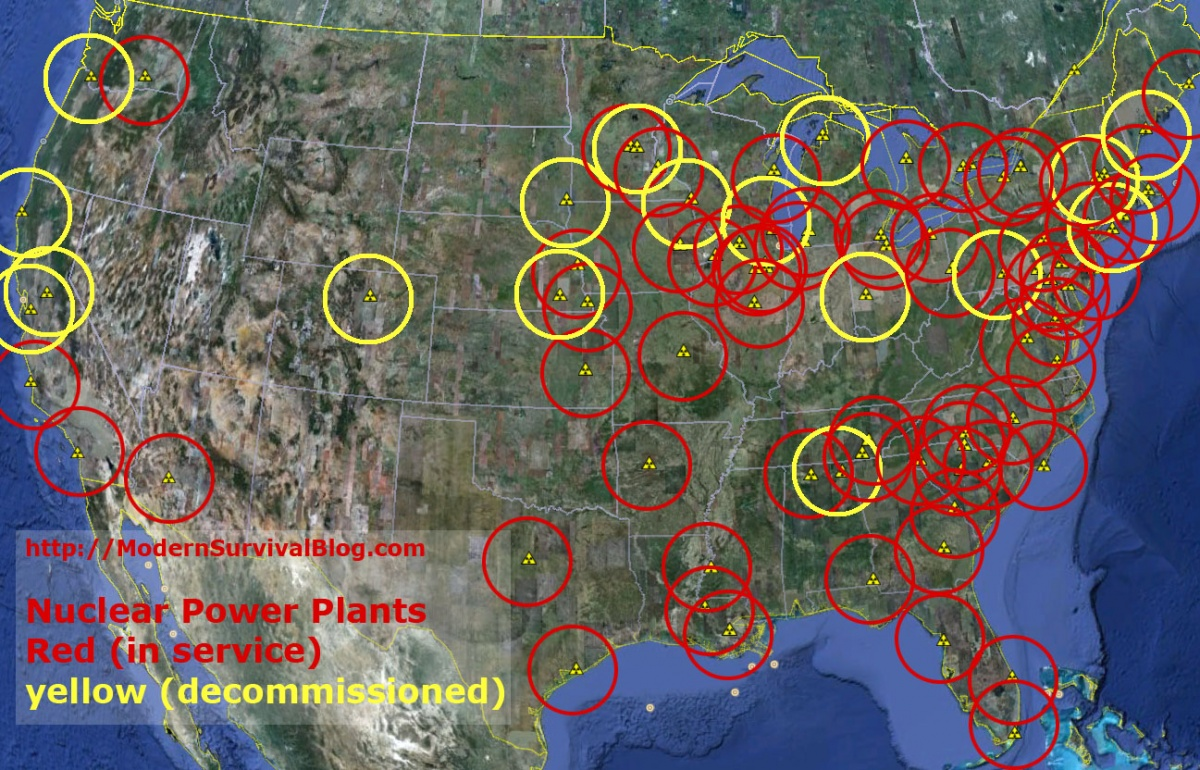 http://ModernSurvivalBlog.com
Nuclear Power Plants
Red (in service)
yellow (decommissioned)